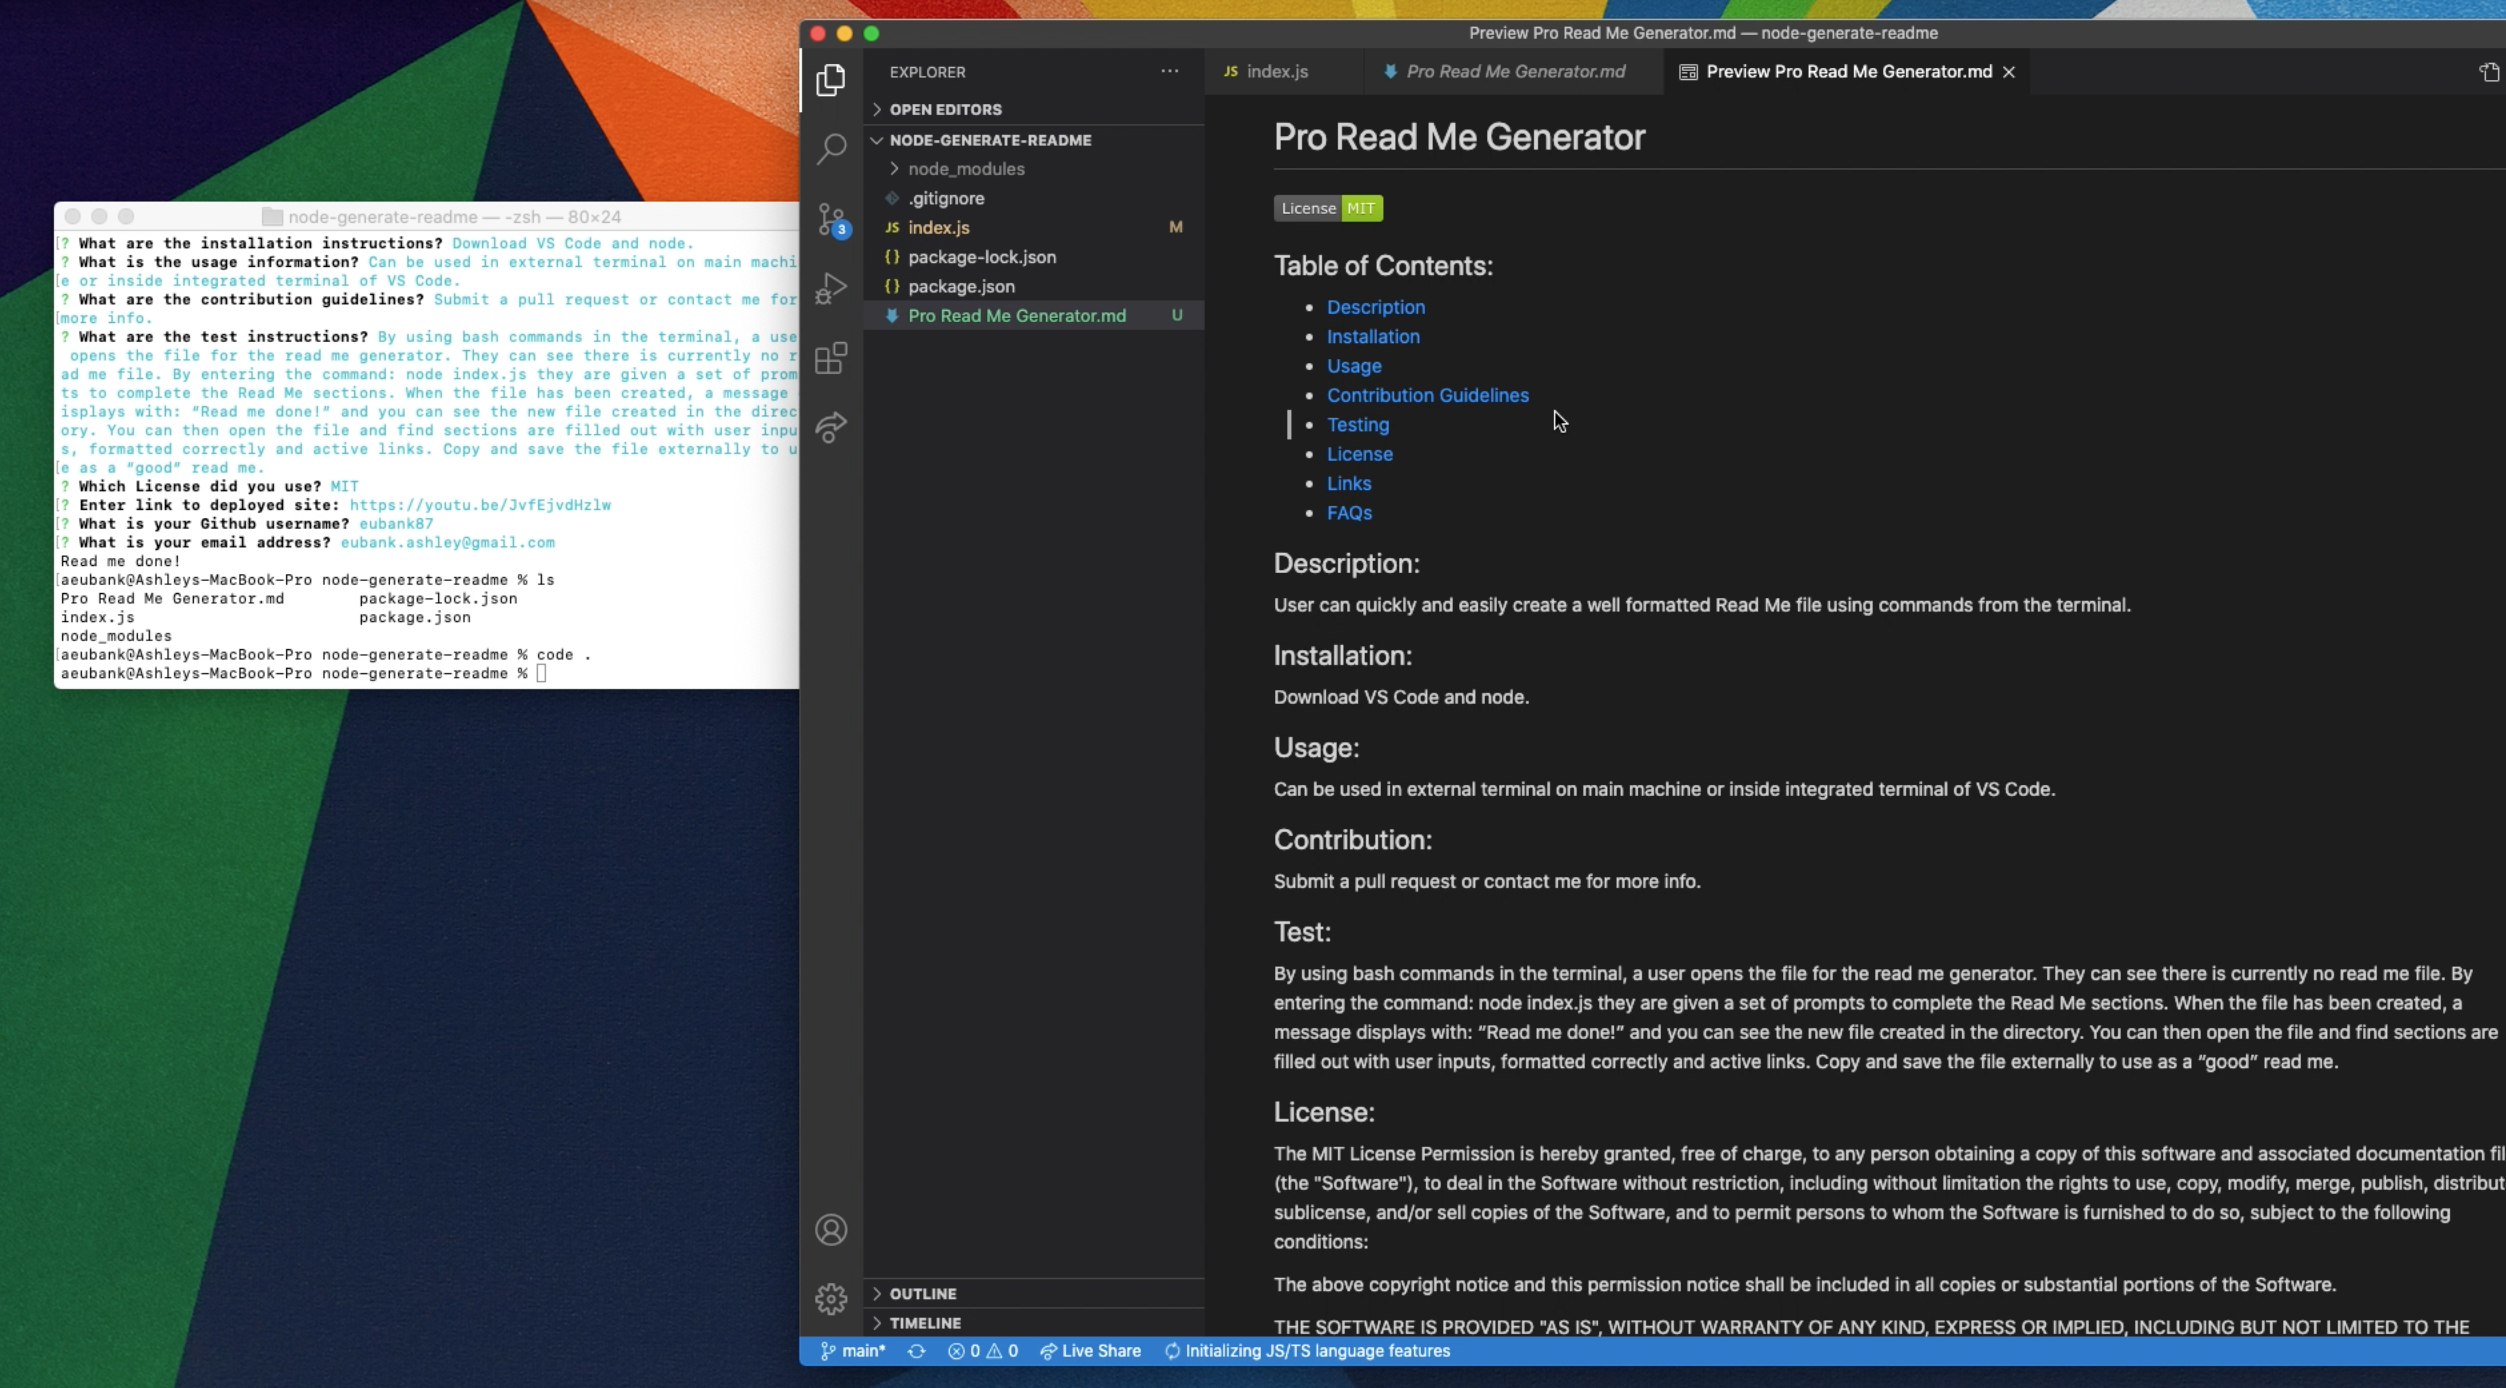 node-generate-readme — -zsh — 80×24
[? What are the installation instructions? Download VS Code and node.
? What is the usage information? Can be used in external terminal on main machi
[e or inside integrated terminal of VS Code.
? What are the contribution guidelines? Submit a pull request or contact me for
[more info.
? What are the test instructions? By using bash commands in the terminal, a use
opens the file for the read me generator. They can see there is currently no r
ad me file. By entering the command: node index.js they are given a set of prom
ts to complete the Read Me sections. When the file has been created, a message
isplays with: “Read me done!” and you can see the new file created in the direc
ory. You can then open the file and find sections are filled out with user inpu
s, formatted correctly and active links. Copy and save the file externally to u
[e as a “good” read me.
? Which License did you use? MIT
[? Enter link to deployed site: https://youtu.be/JvfEjvdHzlw
[? What is your Github username? eubank87
[? What is your email address? eubank.ashley@gmail.com
Read me done!
[aeubank@Ashleys-MacBook-Pro node-generate-readme % ls
Pro Read Me Generator.md package-lock.json
index.js package.json
node_modules
[aeubank@Ashleys-MacBook-Pro node-generate-readme % code .
aeubank@Ashleys-MacBook-Pro node-generate-readme %
Preview Pro Read Me Generator.md — node-generate-readme
EXPLORER ···
OPEN EDITORS
NODE-GENERATE-README
node_modules
.gitignore
JS index.js M
{} package-lock.json
{} package.json
Pro Read Me Generator.md U
3
OUTLINE
TIMELINE
JS index.js Pro Read Me Generator.md Preview Pro Read Me Generator.md
Pro Read Me Generator
License MIT
Table of Contents:
• Description
• Installation
• Usage
• Contribution Guidelines
• Testing
• License
• Links
• FAQs
Description:
User can quickly and easily create a well formatted Read Me file using commands from the terminal.
Installation:
Download VS Code and node.
Usage:
Can be used in external terminal on main machine or inside integrated terminal of VS Code.
Contribution:
Submit a pull request or contact me for more info.
Test:
By using bash commands in the terminal, a user opens the file for the read me generator. They can see there is currently no read me file. By
entering the command: node index.js they are given a set of prompts to complete the Read Me sections. When the file has been created, a
message displays with: “Read me done!” and you can see the new file created in the directory. You can then open the file and find sections are
filled out with user inputs, formatted correctly and active links. Copy and save the file externally to use as a “good” read me.
License:
The MIT License Permission is hereby granted, free of charge, to any person obtaining a copy of this software and associated documentation fil
(the "Software"), to deal in the Software without restriction, including without limitation the rights to use, copy, modify, merge, publish, distribut
sublicense, and/or sell copies of the Software, and to permit persons to whom the Software is furnished to do so, subject to the following
conditions:
The above copyright notice and this permission notice shall be included in all copies or substantial portions of the Software.
THE SOFTWARE IS PROVIDED "AS IS", WITHOUT WARRANTY OF ANY KIND, EXPRESS OR IMPLIED, INCLUDING BUT NOT LIMITED TO THE
main* 0 0 Live Share Initializing JS/TS language features